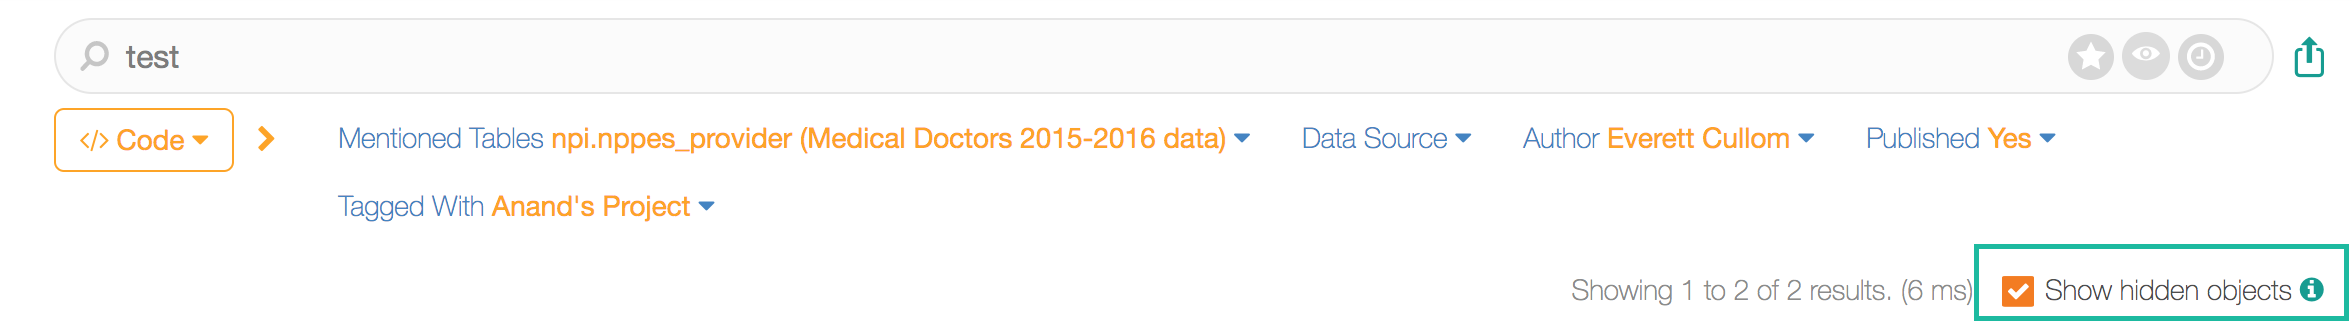 test
</> Code
Mentioned Tables npi.nppes_provider (Medical Doctors 2015-2016 data) Data Source Author Everett Cullom Published Yes
Tagged With Anand's Project
Showing 1 to 2 of 2 results. (6 ms) Show hidden objects